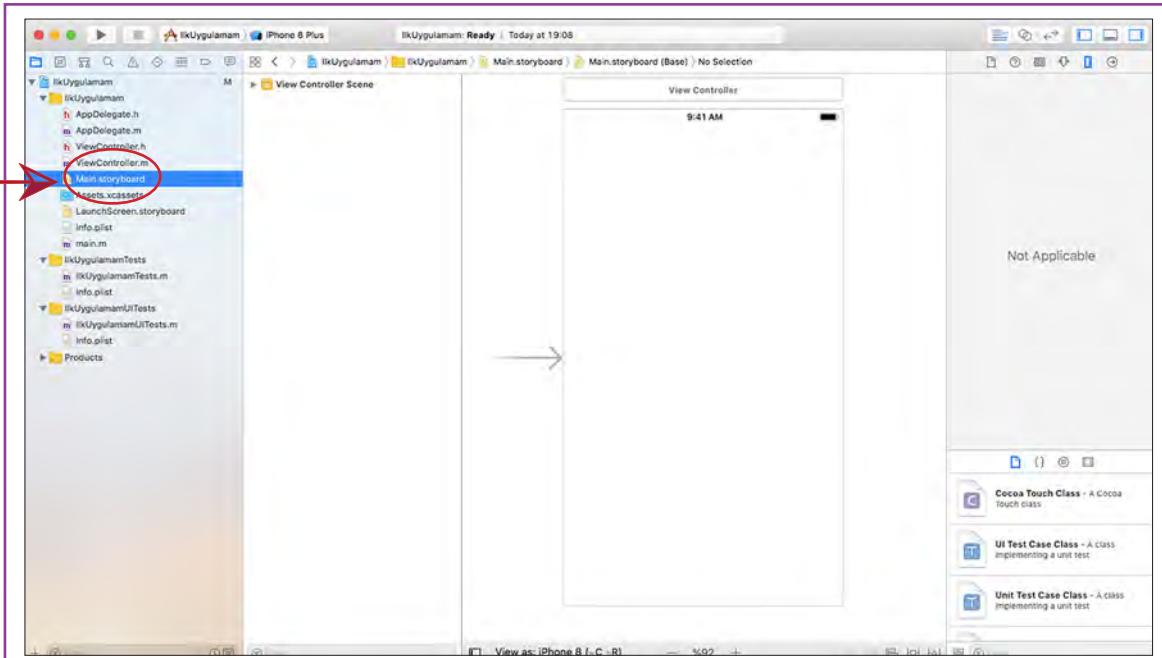 IlkUygulamam
iPhone 8 Plus
IlkUygulamam: Ready | Today at 19:08
IlkUygulamam
IlkUygulamam
Main.storyboard
Main.storyboard (Base)
No Selection
IlkUygulamam
M
IlkUygulamam
AppDelegate.h
AppDelegate.m
ViewController.h
ViewController.m
Main.storyboard
Assets.xcassets
LaunchScreen.storyboard
Info.plist
main.m
IlkUygulamamTests
IlkUygulamamTests.m
Info.plist
IlkUygulamamUITests
IlkUygulamamUITests.m
Info.plist
Products
View Controller Scene
View Controller
9:41 AM
View as: iPhone 8 (wC hR)
— %92 +
Not Applicable
{}
Cocoa Touch Class - A Cocoa
Touch class
UI Test Case Class - A class
implementing a unit test
Unit Test Case Class - A class
implementing a unit test